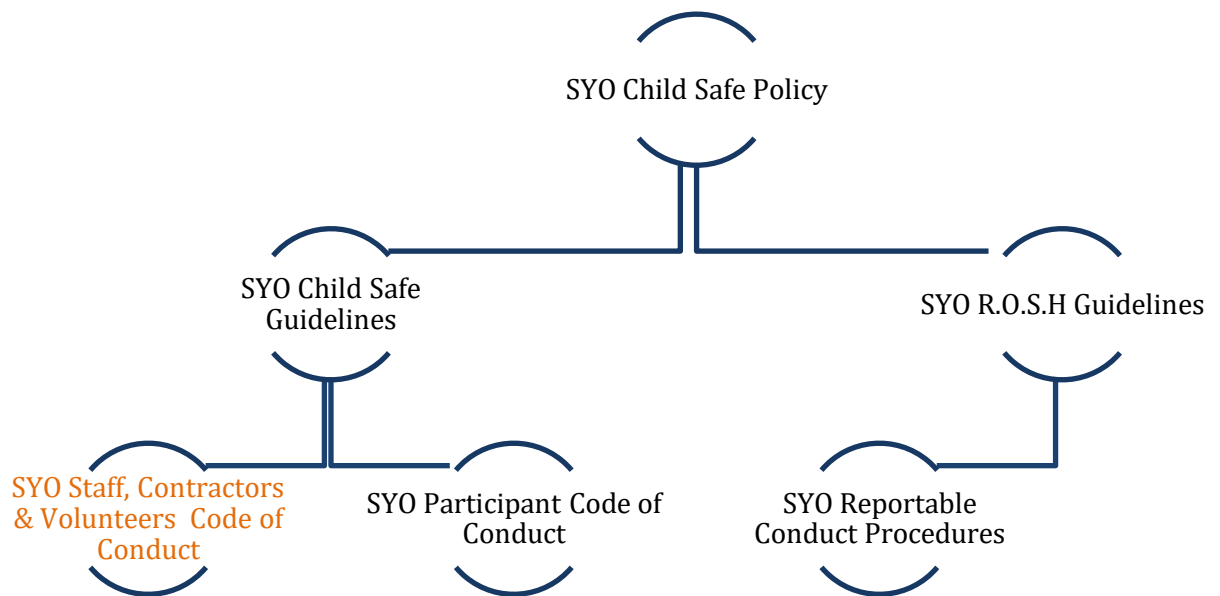 SYO Child Safe Policy
SYO Child Safe
Guidelines
SYO R.O.S.H Guidelines
SYO Staff, Contractors
& Volunteers  Code of
Conduct
SYO Participant Code of
Conduct
SYO Reportable
Conduct Procedures